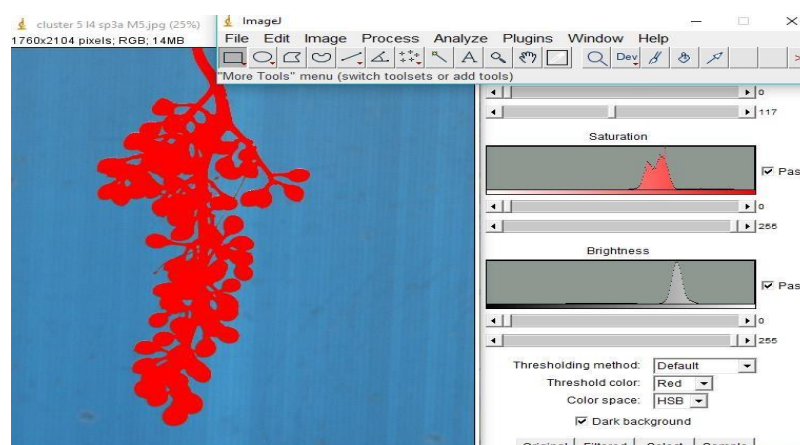 cluster 5 l4 sp3a M5.jpg (25%)
1760x2104 pixels; RGB; 14MB
ImageJ
File Edit Image Process Analyze Plugins Window Help
A Dev
"More Tools" menu (switch toolsets or add tools)
0
117
Saturation
Pas
0
255
Brightness
Pas
0
255
Thresholding method: Default
Threshold color: Red
Color space: HSB
Dark background
Original Filtered Select Sample